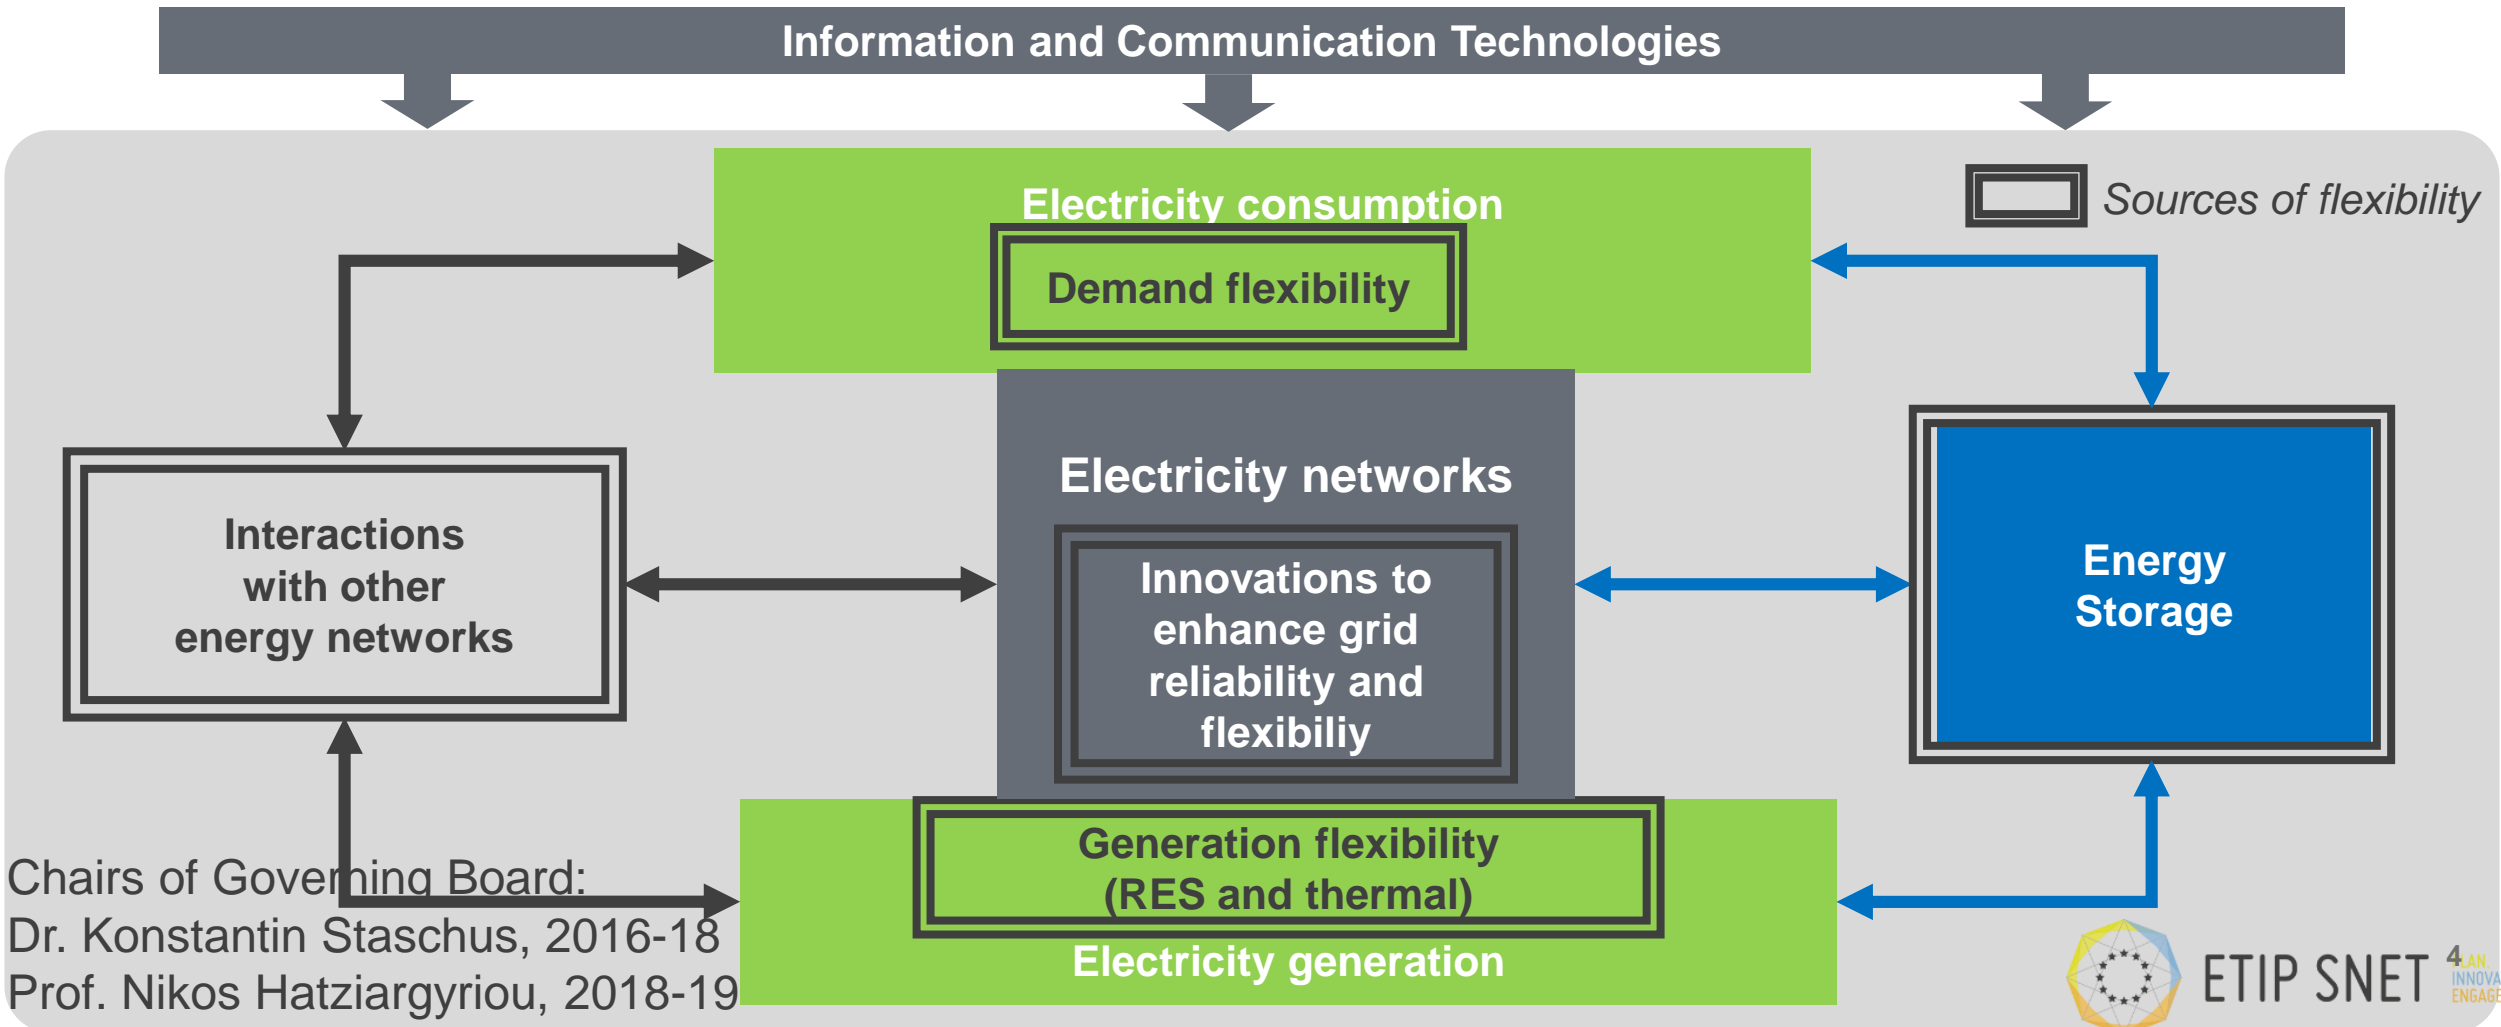 Information and Communication Technologies
Electricity consumption
Sources of flexibility
Demand flexibility
Electricity networks
Interactions
with other
energy networks
Innovations to
enhance grid
reliability and
flexibiliy
Energy
Storage
Generation flexibility
(RES and thermal)
Electricity generation
Chairs of Governing Board:
Dr. Konstantin Staschus, 2016-18
Prof. Nikos Hatziargyriou, 2018-19
ETIP SNET
4